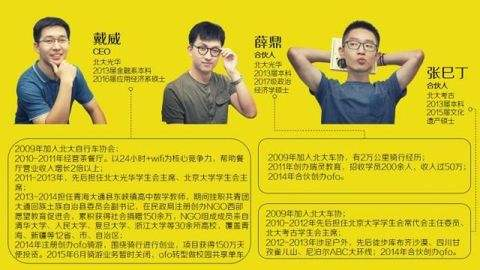 戴威
CEO
北大光华
2013届金融系本科
2016届应用经济系硕士
薛鼎
合伙人
北大光华
2013届本科
2017级政治
经济学硕士
张巳丁
合伙人
北大考古
2013届本科
2015届文化
遗产硕士
2009年加入北大自行车协会；
2010-2011年经营茶餐厅。以24小时+wifi为核心竞争力，帮助餐
厅营业收入增长2倍以上；
2011-2013年，先后担任北大光华学生会主席、北京大学学生会主
席；
2013-2014担任青海大通县东峡镇高中数学教师，期间挂职共青团
大通回族土族自治县委员会副书记，在民政局注册创办NGO西部
愿望教育促进会，累积获得社会捐赠150余万，NGO组成成员来自
清华大学、人民大学、复旦大学、浙江大学等30余所高校，覆盖青
海、新疆等12省、市、自治区；
2014年注册创办ofo骑游，围绕骑行进行创业，项目获得150万天
使投资。2015年6月骑游业务暂时关闭，ofo转型做校园共享单车
2009年加入北大车协，有2万公里骑行经历；
2011年创办瑞员教育，招收学员200余人，收入过50万；
2014年合伙创办ofo。
2009年加入北大车协；
2010-2012年先后担任北京大学学生会常代会主任委员、
北大考古学生会主席；
2012-2013年涉足户外，先后徒步库布齐沙漠、四川甘
孜雀儿山、尼泊尔ABC大环线；2014年合伙创办ofo。